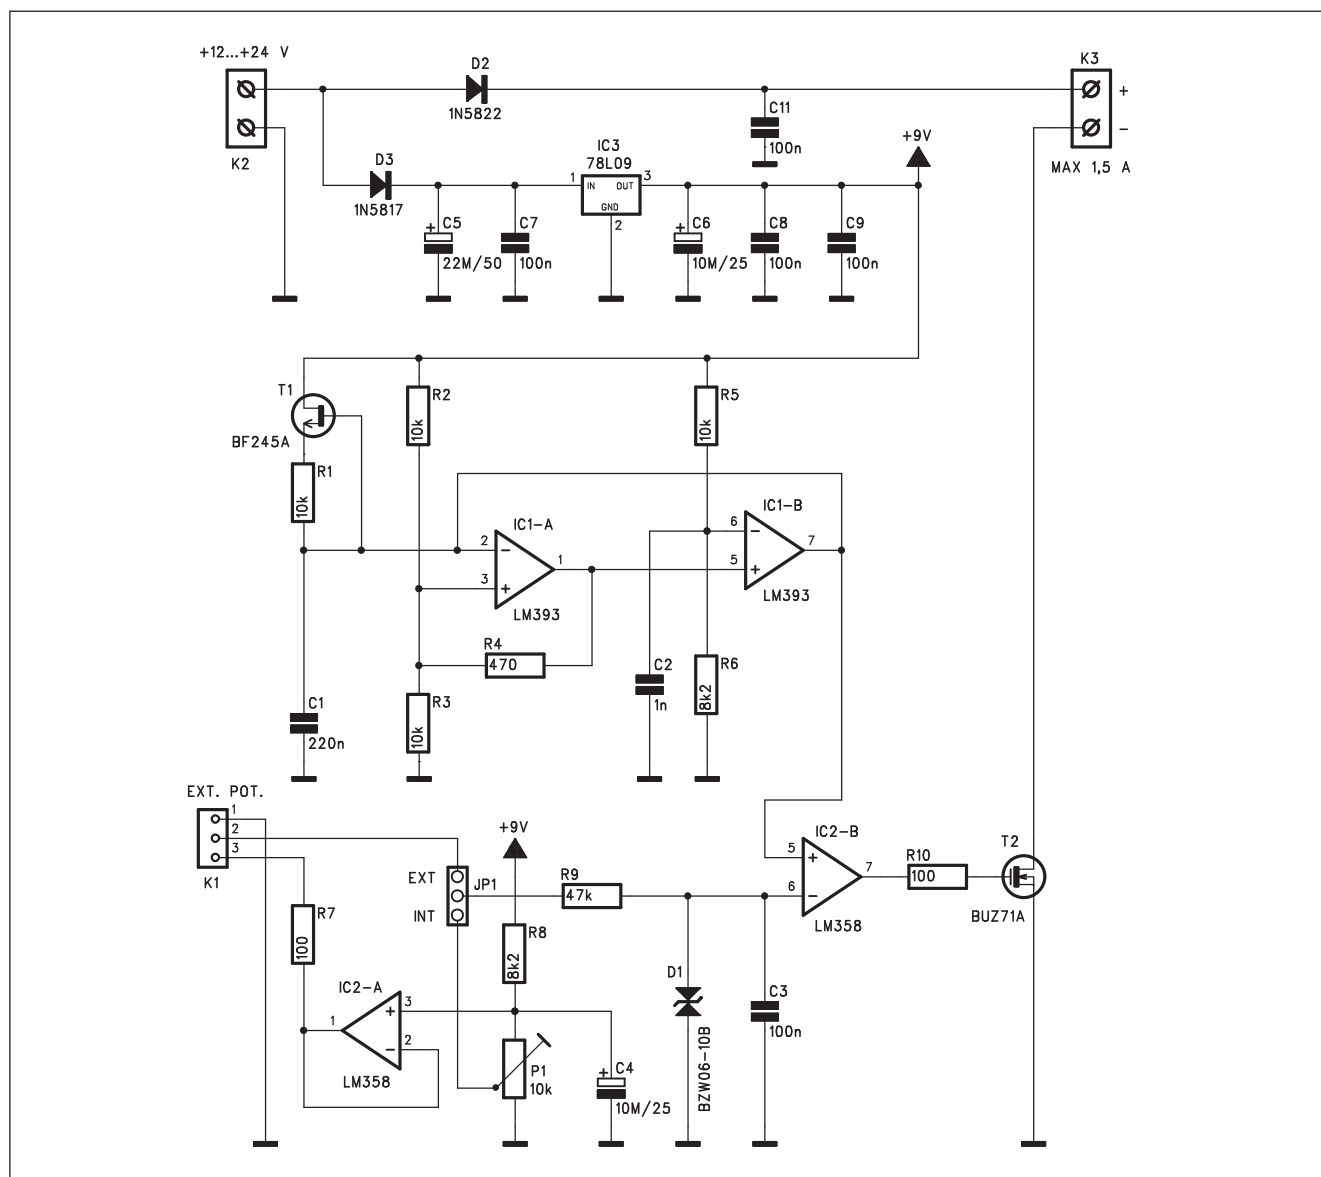 +12...+24 V
K2
D2
1N5822
D3
1N5817
C5
22M/50
C7
100n
IC3
78L09
1
IN
OUT
3
GND
2
C6
10M/25
C8
100n
C9
100n
C11
100n
+9V
K3
+
-
MAX 1,5 A
T1
BF245A
R1
10k
R2
10k
R3
10k
R4
470
R5
10k
R6
8k2
C1
220n
C2
1n
IC1-A
2
-
3
+
1
LM393
IC1-B
6
-
5
+
7
LM393
EXT. POT.
1
2
3
K1
R7
100
IC2-A
1
+
3
-
2
LM358
EXT
JP1
INT
+9V
R8
8k2
R9
47k
P1
10k
C4
10M/25
D1
BZW06-10B
C3
100n
IC2-B
5
+
6
-
7
LM358
R10
100
T2
BUZ71A